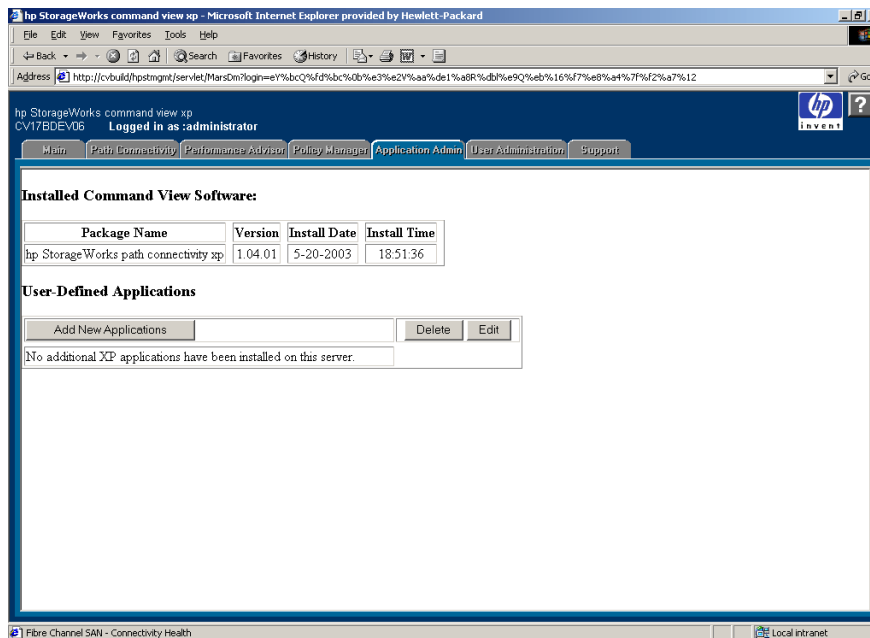 hp StorageWorks command view xp - Microsoft Internet Explorer provided by Hewlett-Packard
File Edit View Favorites Tools Help
Back Search Favorites History
Address http://cvbuild/hpstmgmt/servlet/MarsDm?login=eY%bcQ%fd%bc%0b%e3%e2V%aa%de1%a8R%dbl%e9Q%eb%16%f7%e8%a4%7f%f2%a7%12 Go
hp StorageWorks command view xp
CV17BDEV06 Logged in as :administrator
hp
invent
?
Main Path Connectivity Performance Advisor Policy Manager Application Admin User Administration Support
Installed Command View Software:
Package Name Version Install Date Install Time
hp StorageWorks path connectivity xp 1.04.01 5-20-2003 18:51:36
User-Defined Applications
Add New Applications Delete Edit
No additional XP applications have been installed on this server.
Fibre Channel SAN - Connectivity Health Local intranet